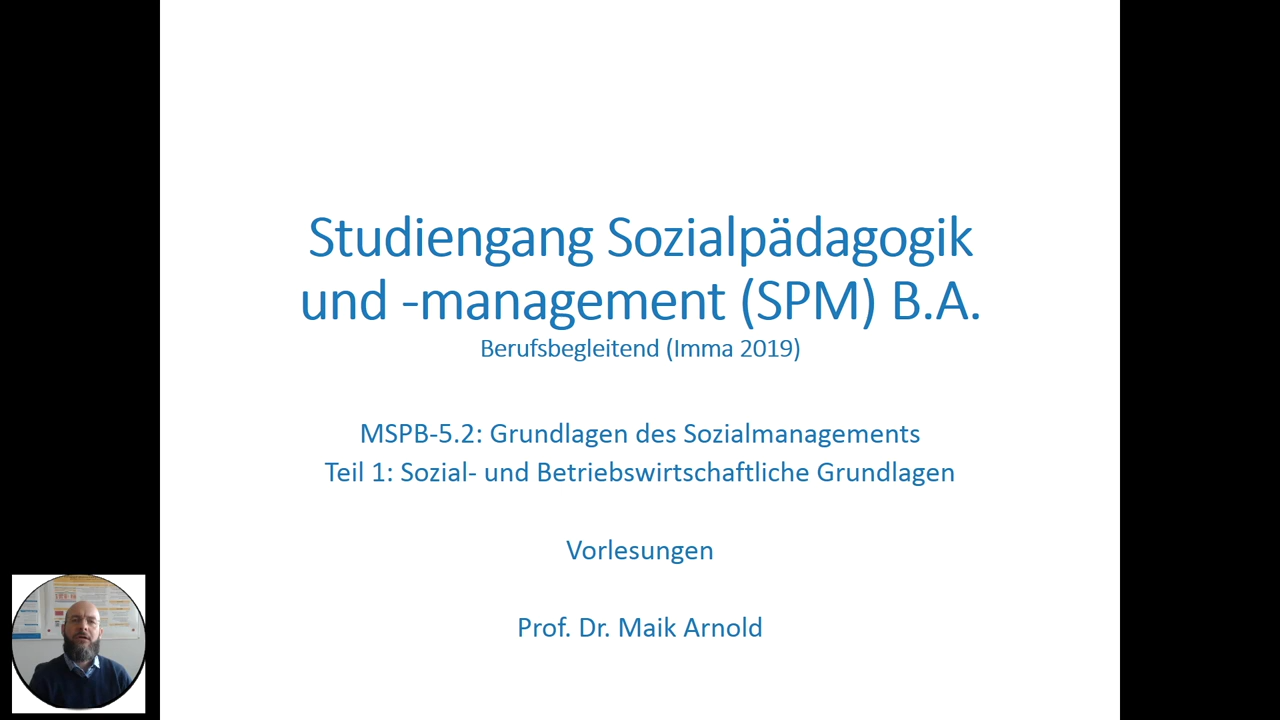 Studiengang Sozialpädagogik
und -management (SPM) B.A.
Berufsbegleitend (Imma 2019)
MSPB-5.2: Grundlagen des Sozialmanagements
Teil 1: Sozial- und Betriebswirtschaftliche Grundlagen
Vorlesungen
Prof. Dr. Maik Arnold